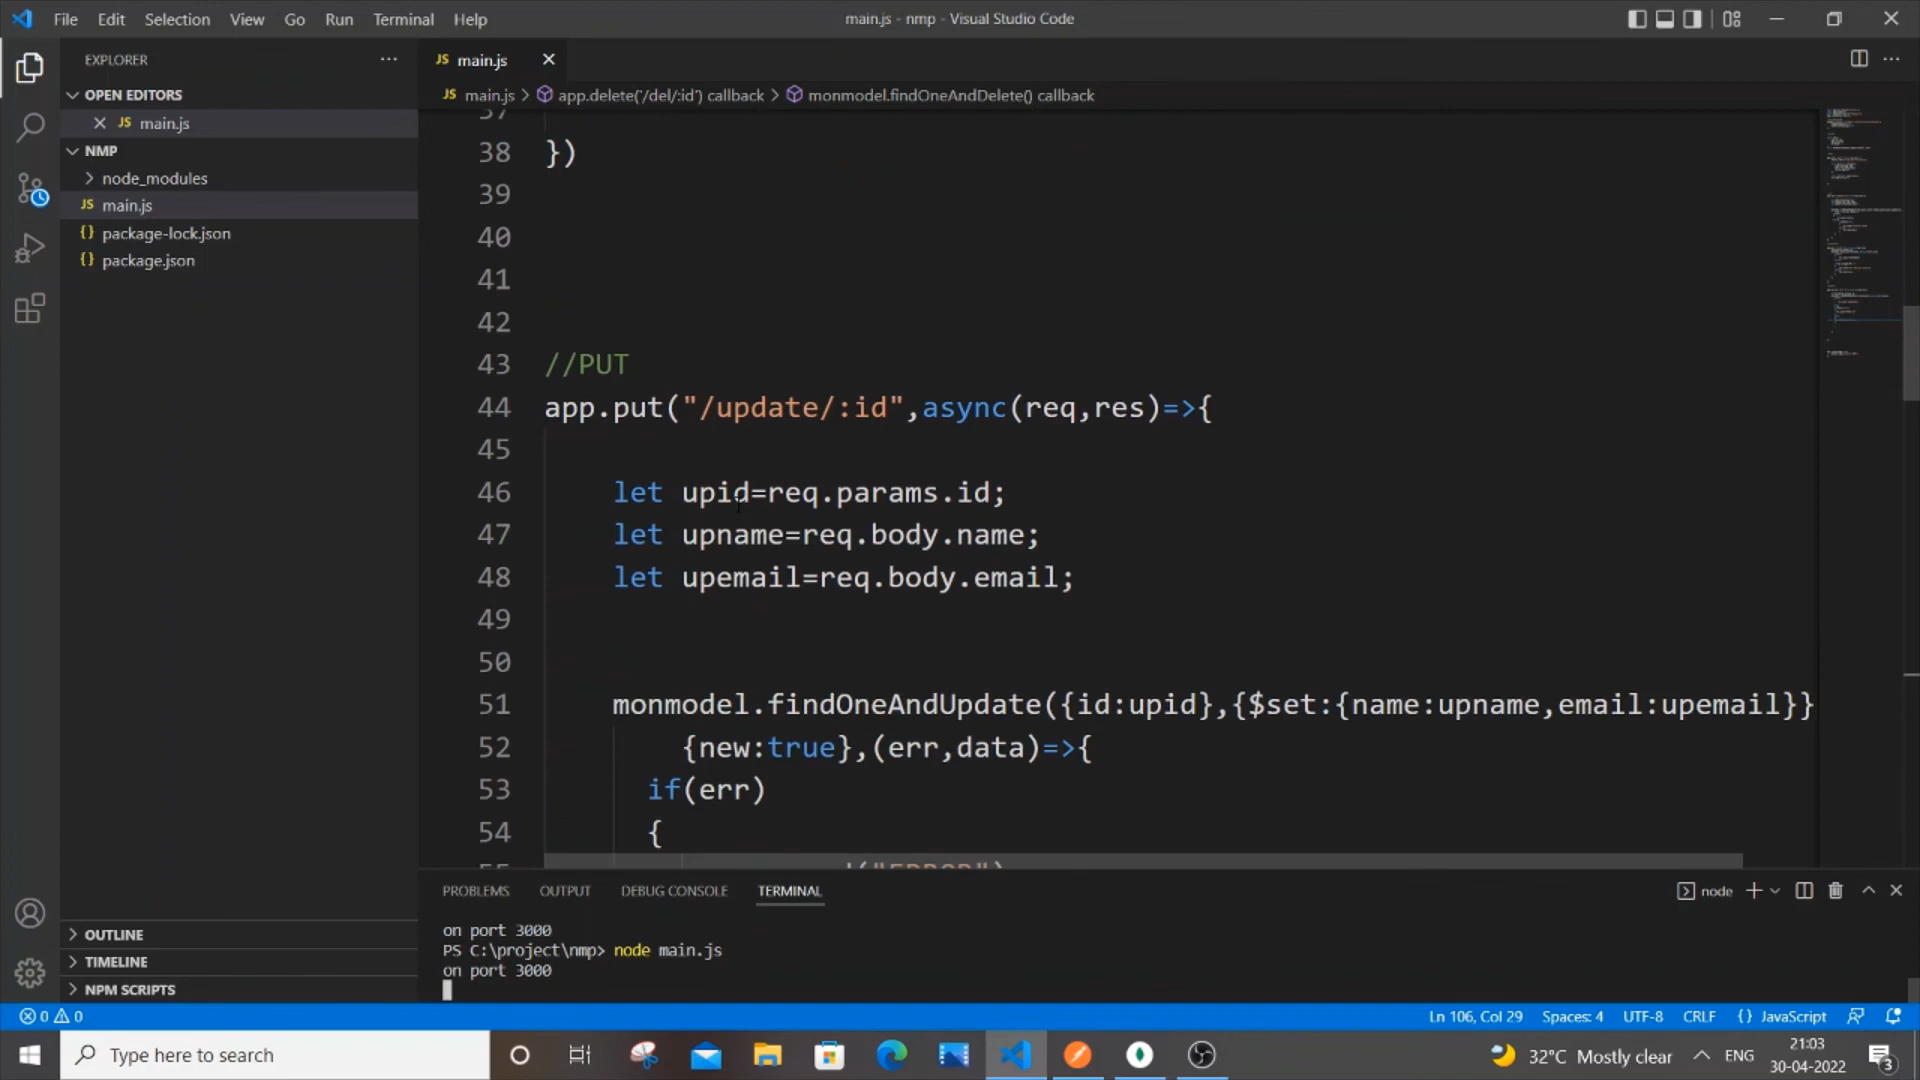 File Edit Selection View Go Run Terminal Help
main.js - nmp - Visual Studio Code
EXPLORER
OPEN EDITORS
JS main.js
NMP
node_modules
JS main.js
{} package-lock.json
{} package.json
OUTLINE
TIMELINE
NPM SCRIPTS
JS main.js
JS main.js > app.delete('/del/:id') callback > monmodel.findOneAndDelete() callback
37
38 })
39
40
41
42
43 //PUT
44 app.put("/update/:id",async(req,res)=>{
45
46 let upid=req.params.id;
47 let upname=req.body.name;
48 let upemail=req.body.email;
49
50
51 monmodel.findOneAndUpdate({id:upid},{$set:{name:upname,email:upemail}}
52 {new:true},(err,data)=>{
53 if(err)
54 {
PROBLEMS OUTPUT DEBUG CONSOLE TERMINAL
node
on port 3000
PS C:\project\nmp> node main.js
on port 3000
0 0
Ln 106, Col 29 Spaces: 4 UTF-8 CRLF {} JavaScript
Type here to search
32°C Mostly clear ENG
21:03
30-04-2022
3